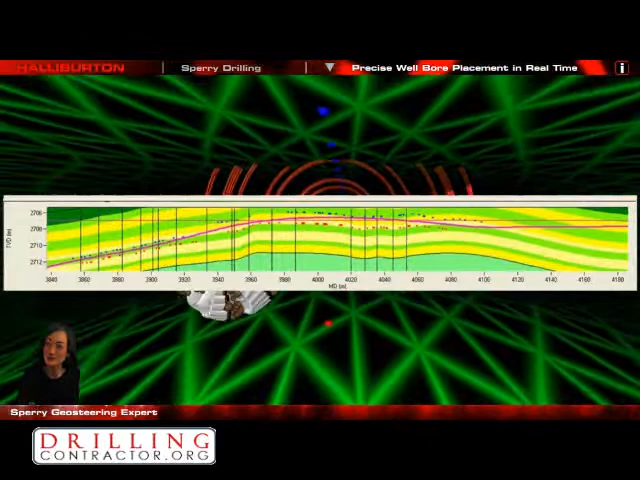 HALLIBURTON
Sperry Drilling
Precise Well Bore Placement in Real Time
i
TVD [m]
2706
2708
2710
2712
3840 3860 3880 3900 3920 3940 3960 3980 4000 4020 4040 4060 4080 4100 4120 4140 4160 4180
MD [m]
Sperry Geosteering Expert
DRILLING
CONTRACTOR.ORG